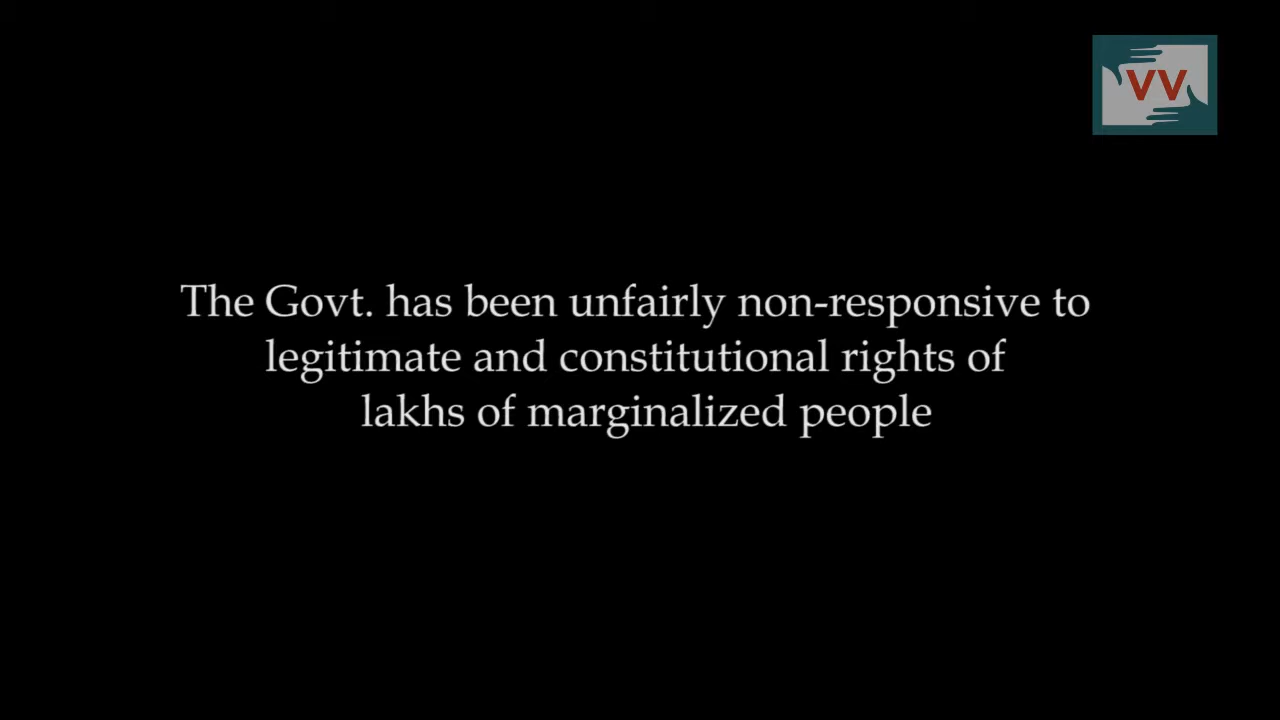 VV
The Govt. has been unfairly non-responsive to
legitimate and constitutional rights of
lakhs of marginalized people